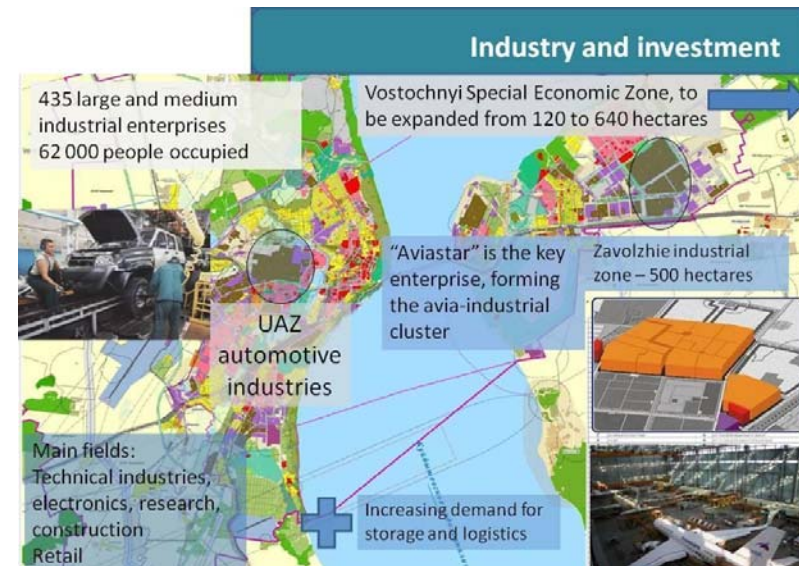 Industry and investment
435 large and medium
industrial enterprises
62 000 people occupied
Vostochnyi Special Economic Zone, to
be expanded from 120 to 640 hectares
"Aviastar" is the key
enterprise, forming
the avia-industrial
cluster
Zavolzhie industrial
zone – 500 hectares
UAZ
automotive
industries
Main fields:
Technical industries,
electronics, research,
construction
Retail
Increasing demand for
storage and logistics